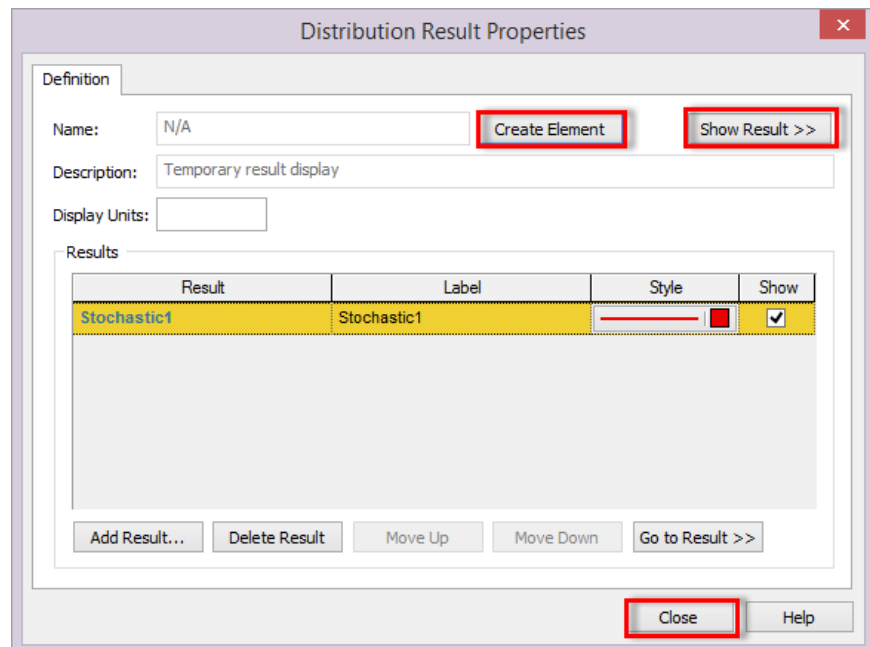 Distribution Result Properties
Definition
Name: N/A Create Element Show Result >>
Description: Temporary result display
Display Units:
Results
Result Label Style Show
Stochastic1 Stochastic1
Add Result... Delete Result Move Up Move Down Go to Result >>
Close Help